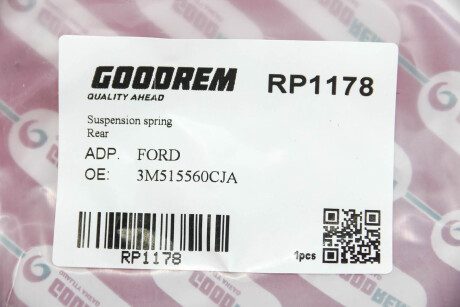 GOODREM
QUALITY AHEAD
RP1178
Suspension spring
Rear
ADP. FORD
OE: 3M515560CJA
RP1178
1pcs